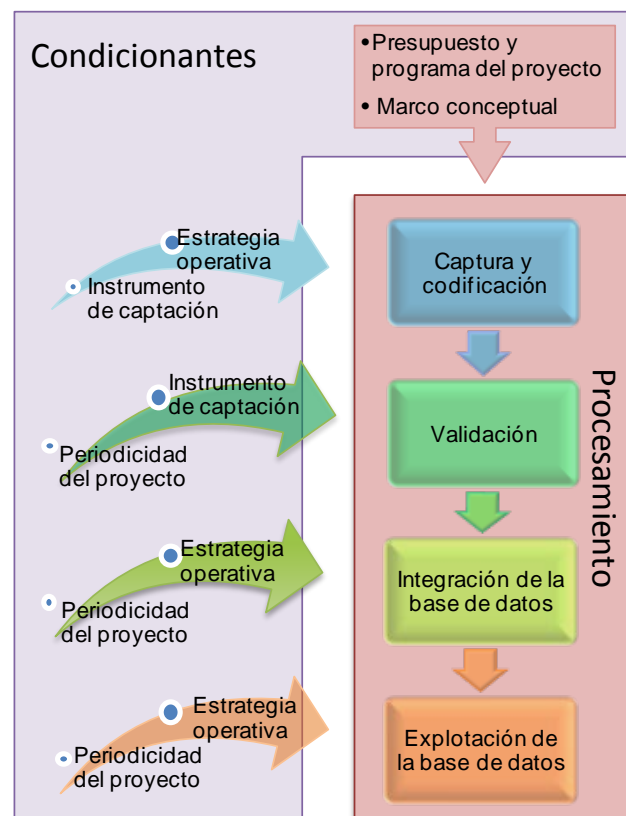 Condicionantes
•Presupuesto y
programa del proyecto
• Marco conceptual
Estrategia
operativa
Instrumento
de captación
Captura y
codificación
Instrumento
de captación
Periodicidad
del proyecto
Validación
Procesamiento
Estrategia
operativa
Periodicidad
del proyecto
Integración de la
base de datos
Estrategia
operativa
Periodicidad
del proyecto
Explotación de
la base de datos